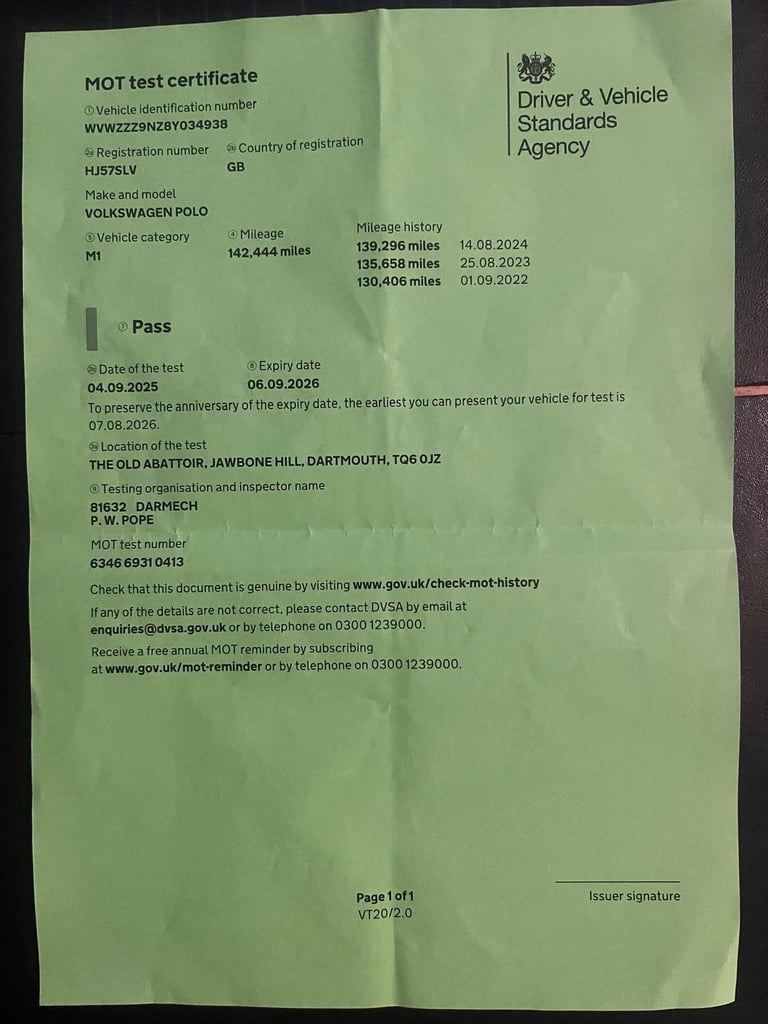 MOT test certificate
Driver & Vehicle
Standards
Agency
① Vehicle identification number
WVWZZZ9NZ8Y034938
2a Registration number 2b Country of registration
HJ57SLV GB
Make and model
VOLKSWAGEN POLO
⑤ Vehicle category ④ Mileage Mileage history
M1 142,444 miles
139,296 miles 14.08.2024
135,658 miles 25.08.2023
130,406 miles 01.09.2022
⑦ Pass
Date of the test ⑧ Expiry date
04.09.2025 06.09.2026
To preserve the anniversary of the expiry date, the earliest you can present your vehicle for test is
07.08.2026.
Location of the test
THE OLD ABATTOIR, JAWBONE HILL, DARTMOUTH, TQ6 0JZ
⑨ Testing organisation and inspector name
81632 DARMECH
P. W. POPE
MOT test number
6346 6931 0413
Check that this document is genuine by visiting www.gov.uk/check-mot-history
If any of the details are not correct, please contact DVSA by email at
enquiries@dvsa.gov.uk or by telephone on 0300 1239000.
Receive a free annual MOT reminder by subscribing
at www.gov.uk/mot-reminder or by telephone on 0300 1239000.
Issuer signature
Page 1 of 1
VT20/2.0